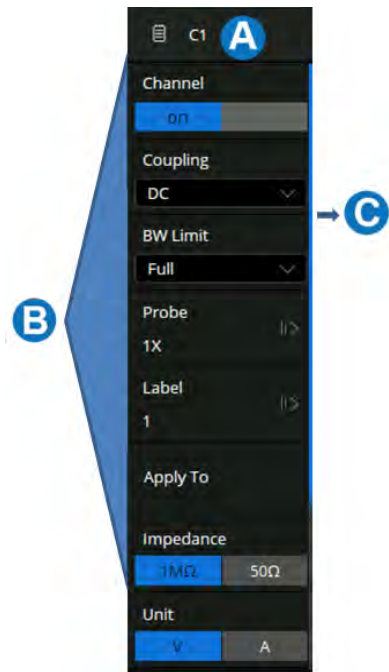 C1 A
Channel
on
Coupling
DC
C
BW Limit
Full
B
Probe
1X
Label
1
Apply To
Impedance
1MΩ 50Ω
Unit
V A